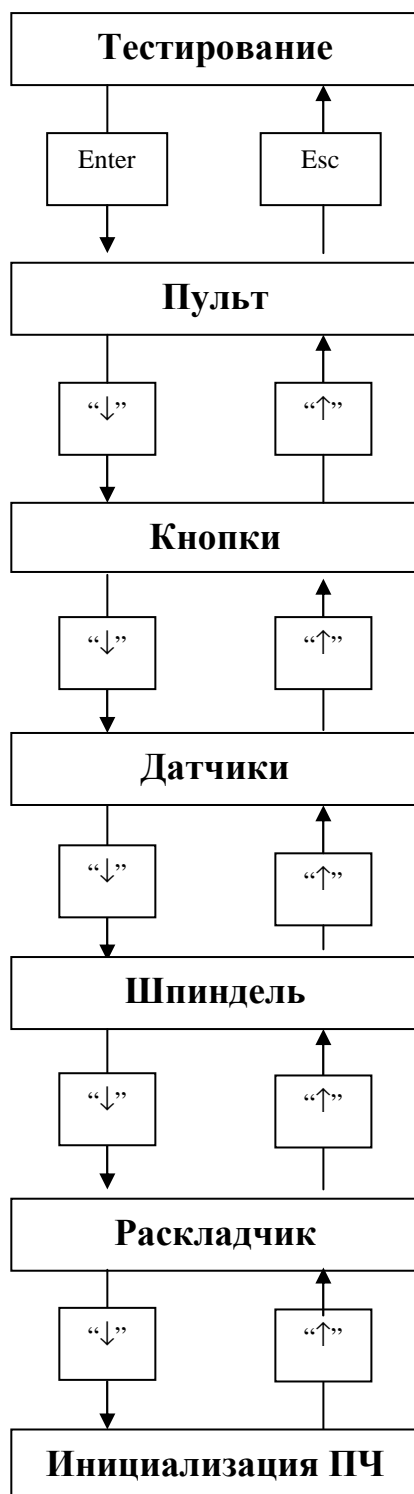 Тестирование
Enter Esc
Пульт
“↓” “↑”
Кнопки
“↓” “↑”
Датчики
“↓” “↑”
Шпиндель
“↓” “↑”
Раскладчик
“↓” “↑”
Инициализация ПЧ